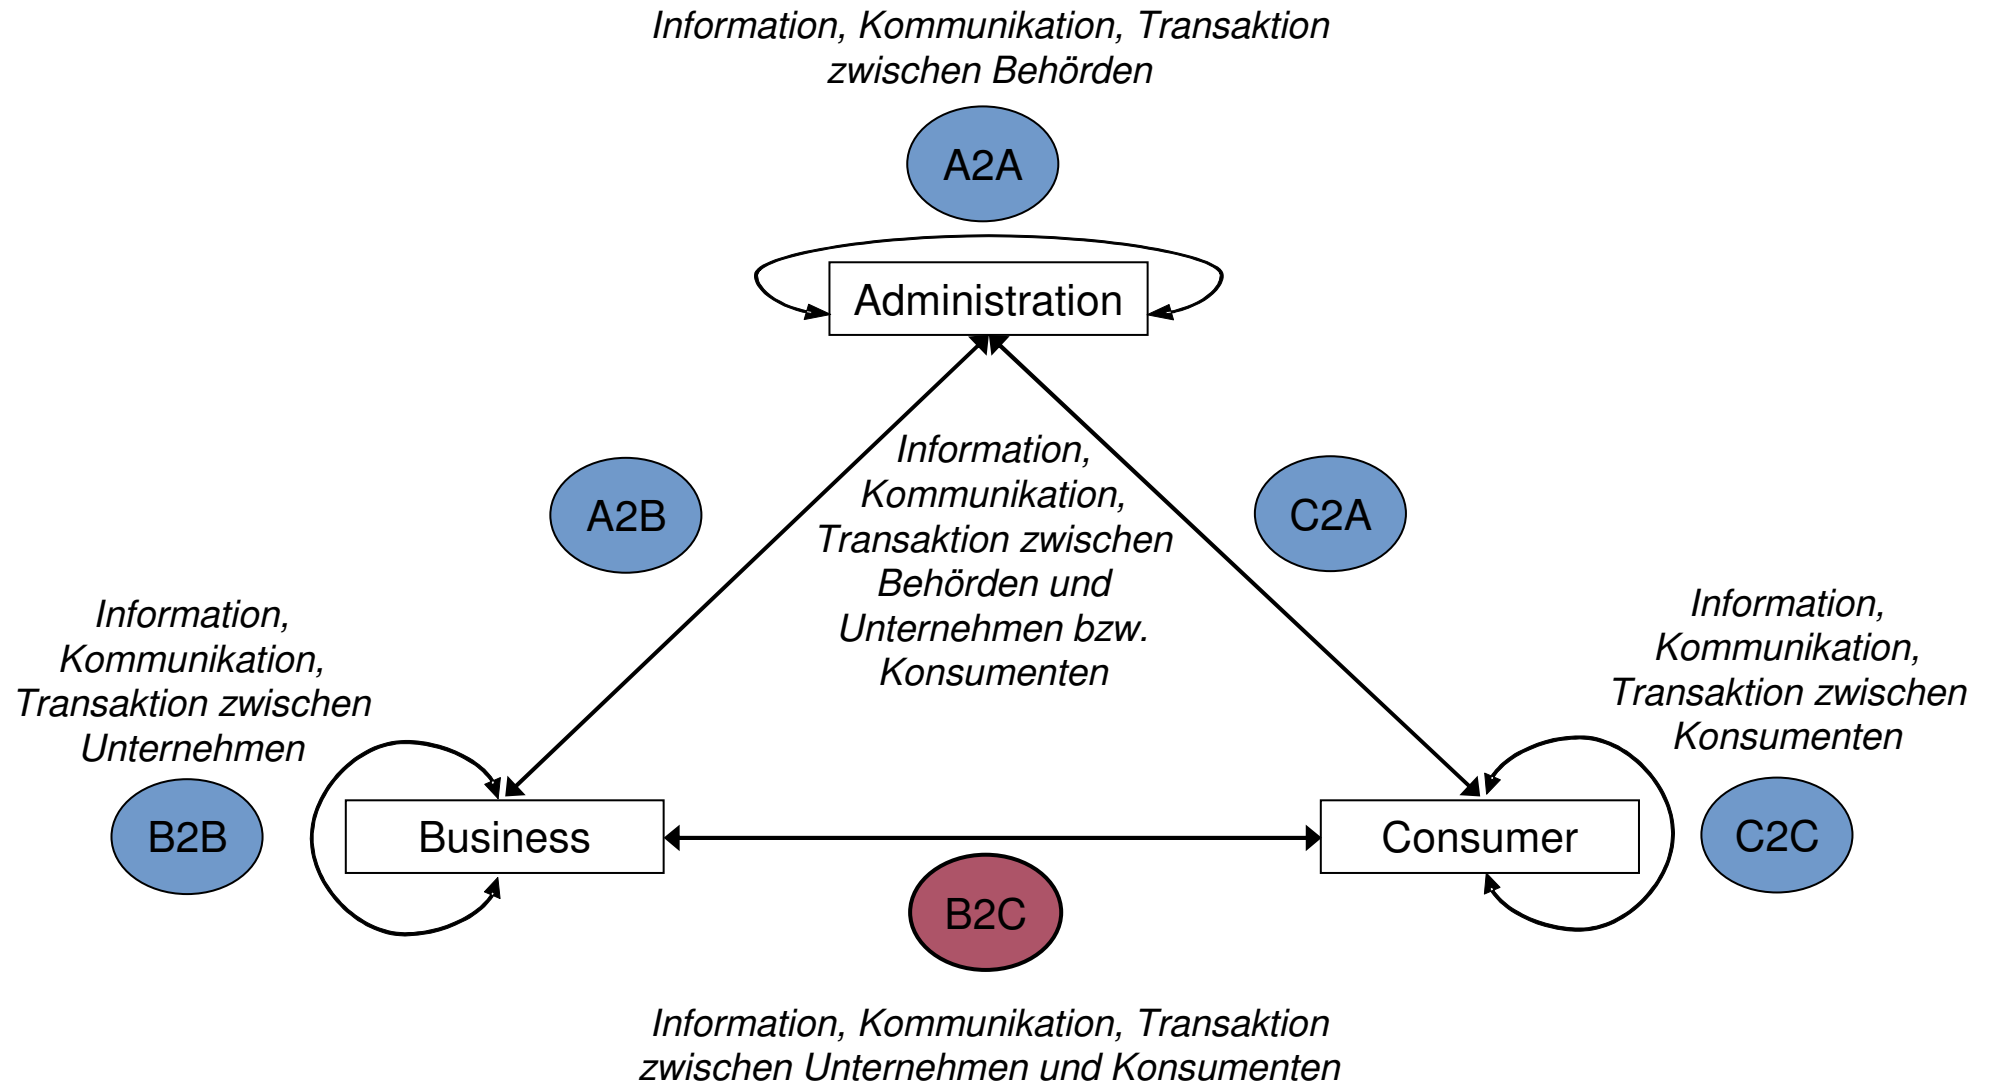 Information, Kommunikation, Transaktion
zwischen Behörden
A2A
Administration
Information,
Kommunikation,
Transaktion zwischen
Behörden und
Unternehmen bzw.
Konsumenten
A2B
C2A
Information,
Kommunikation,
Transaktion zwischen
Unternehmen
Information,
Kommunikation,
Transaktion zwischen
Konsumenten
B2B
Business
Consumer
C2C
B2C
Information, Kommunikation, Transaktion
zwischen Unternehmen und Konsumenten